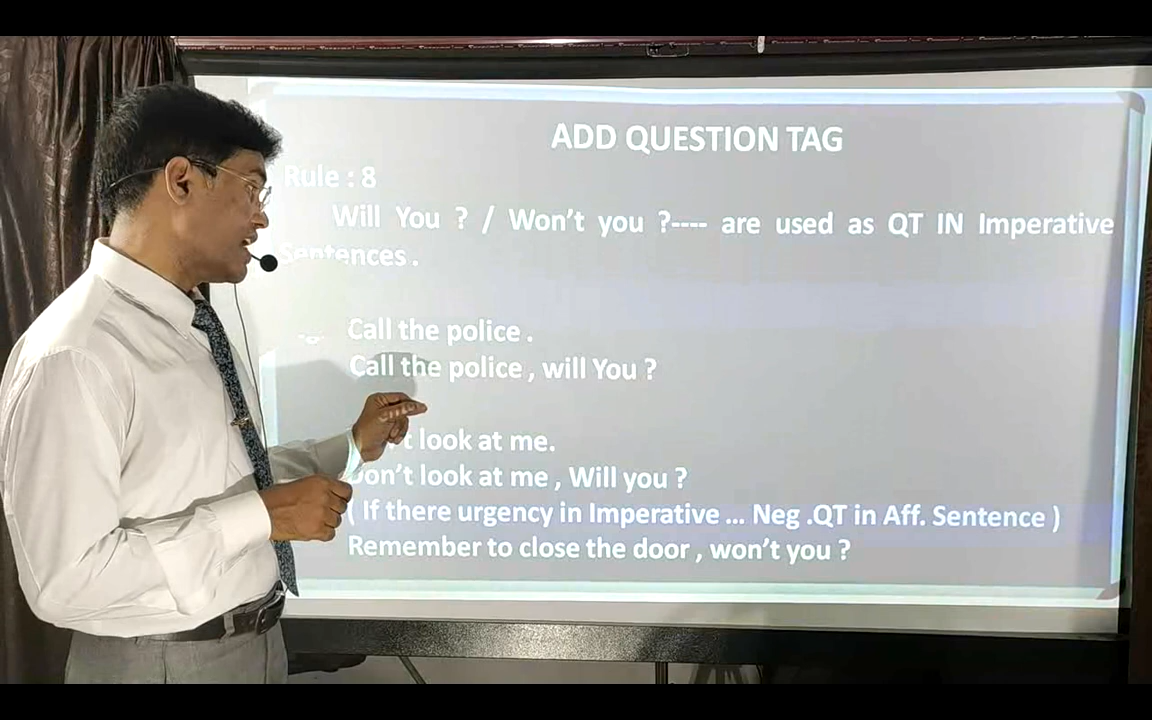 ADD QUESTION TAG
Rule : 8
Will You ? / Won't you ?---- are used as QT IN Imperative
Sentences .
Call the police .
Call the police , will You ?
look at me.
Don't look at me , Will you ?
( If there urgency in Imperative ... Neg .QT in Aff. Sentence )
Remember to close the door , won't you ?